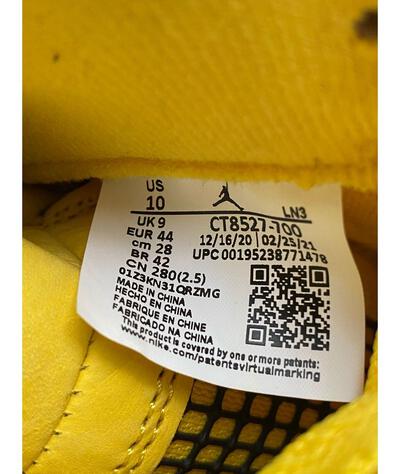 US
10
LN3
UK 9
CT8527-700
EUR 44
12/16/20 02/25/21
cm 28
UPC 00195238771478
BR 42
CN 280(2.5)
01Z3KN31QRZMG
MADE IN CHINA
HECHO EN CHINA
FABRIQUE EN CHINE
FABRICADO NA CHINA
This product is covered by one or more patents:
www.nike.com/patentsvirtualmarking